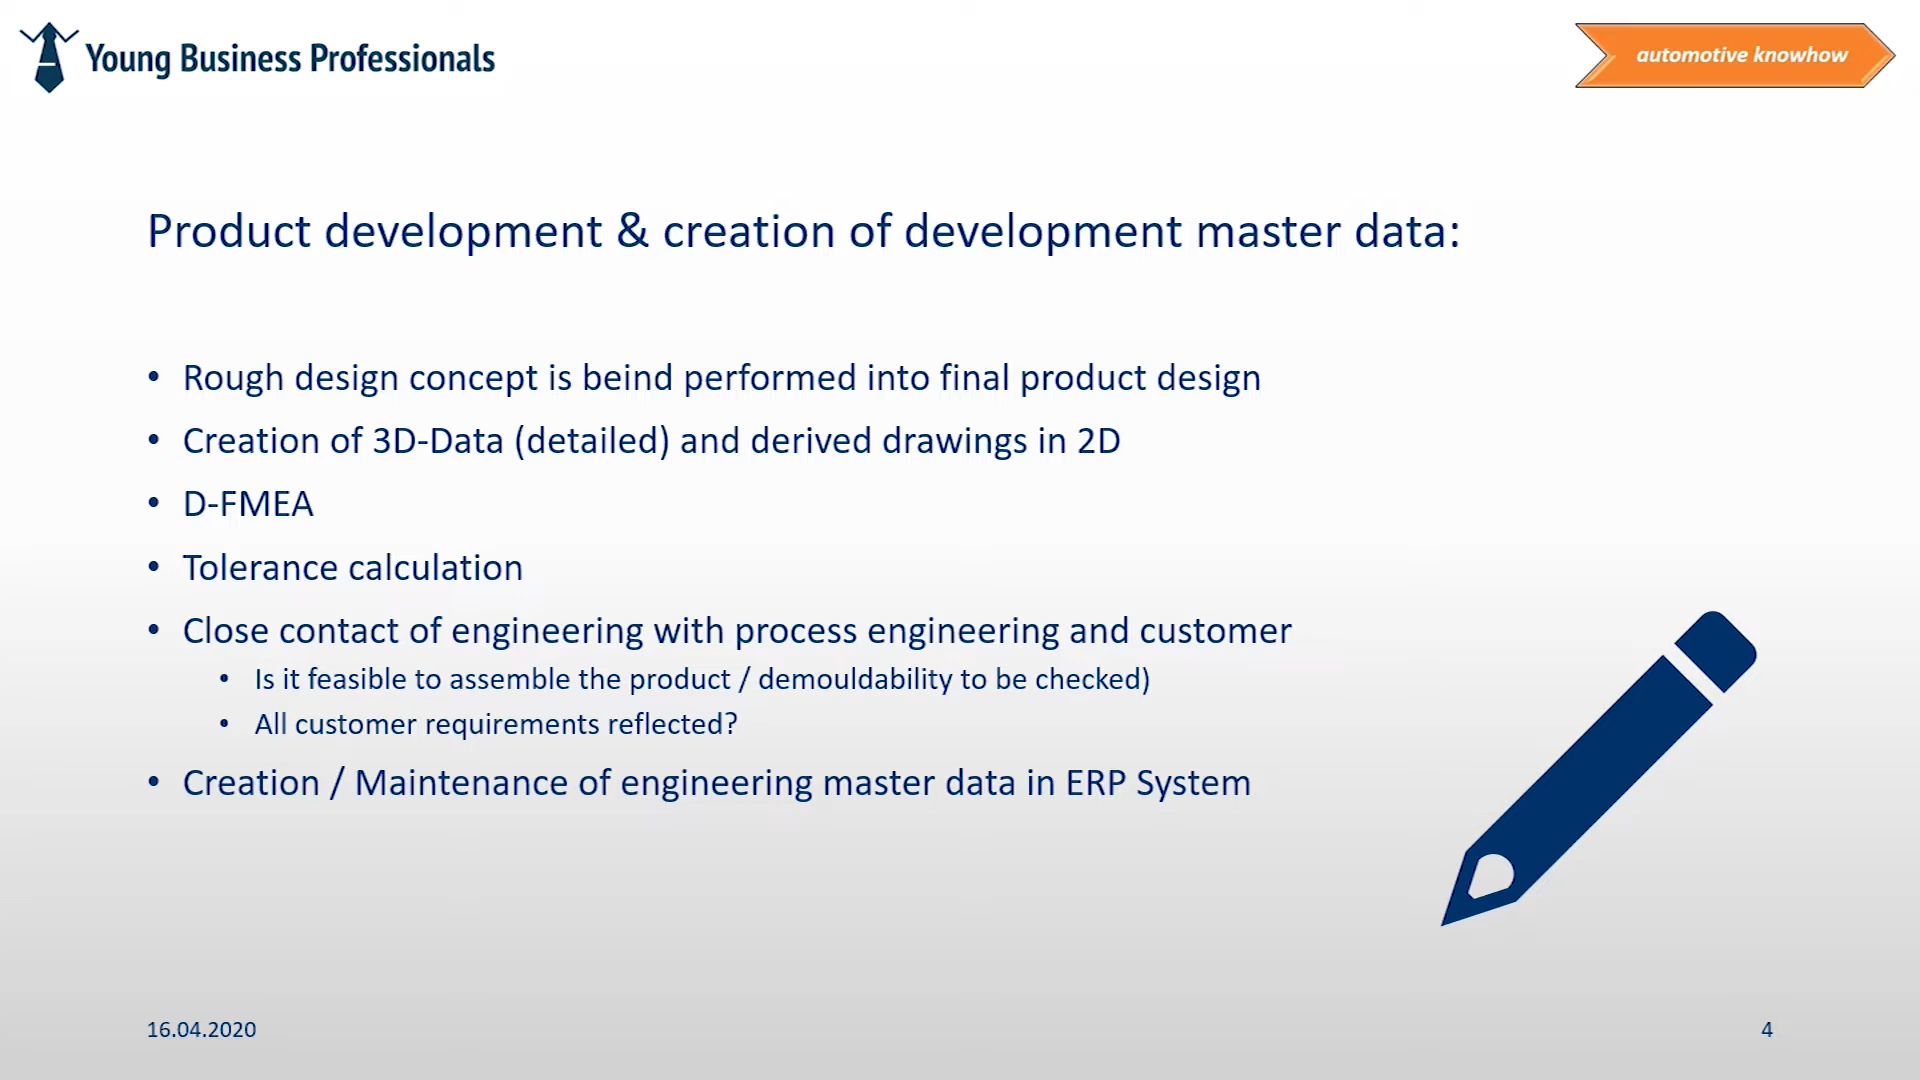 Young Business Professionals
automotive knowhow
Product development & creation of development master data:
• Rough design concept is beind performed into final product design
• Creation of 3D-Data (detailed) and derived drawings in 2D
• D-FMEA
• Tolerance calculation
• Close contact of engineering with process engineering and customer
• Is it feasible to assemble the product / demouldability to be checked)
• All customer requirements reflected?
• Creation / Maintenance of engineering master data in ERP System
16.04.2020
4